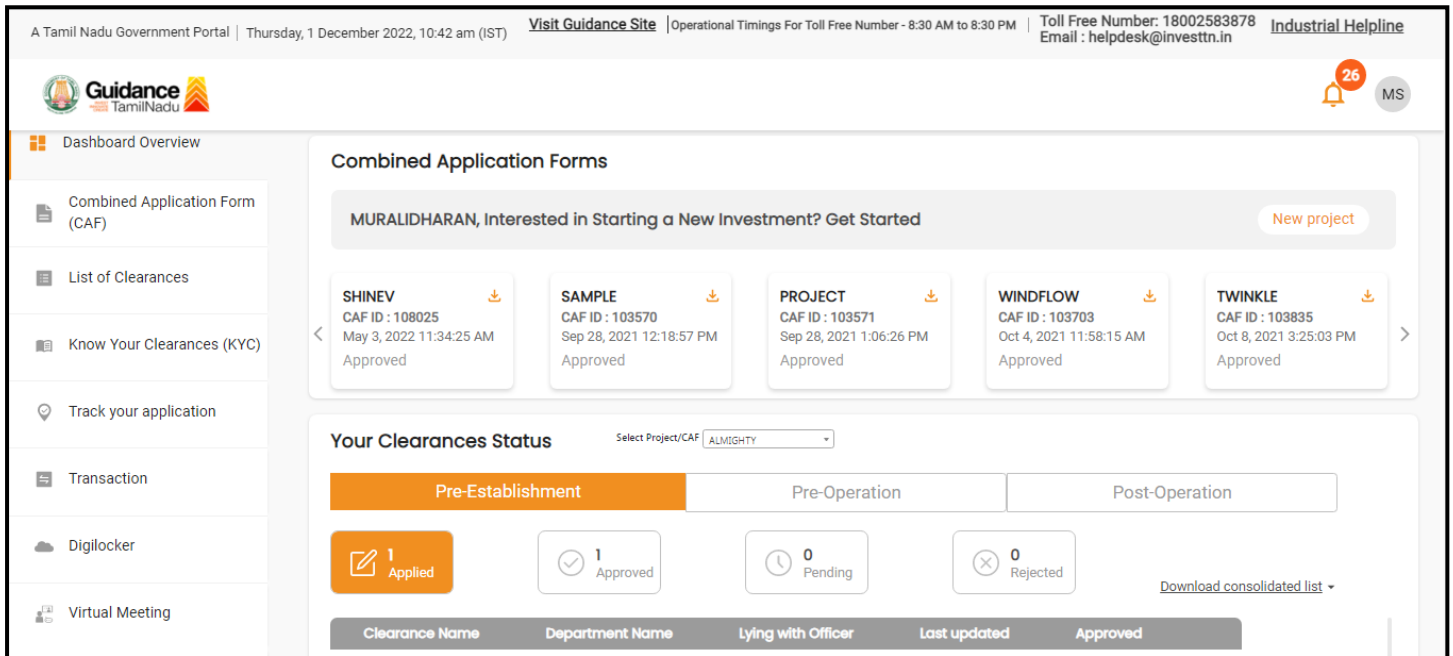 A Tamil Nadu Government Portal | Thursday, 1 December 2022, 10:42 am (IST)
Visit Guidance Site | Operational Timings For Toll Free Number - 8:30 AM to 8:30 PM |
Toll Free Number: 18002583878
Email : helpdesk@investtn.in
Industrial Helpline
Guidance
TamilNadu
26
MS
Dashboard Overview
Combined Application Form
(CAF)
List of Clearances
Know Your Clearances (KYC)
Track your application
Transaction
Digilocker
Virtual Meeting
Combined Application Forms
MURALIDHARAN, Interested in Starting a New Investment? Get Started
New project
SHINEV
CAF ID : 108025
May 3, 2022 11:34:25 AM
Approved
SAMPLE
CAF ID : 103570
Sep 28, 2021 12:18:57 PM
Approved
PROJECT
CAF ID : 103571
Sep 28, 2021 1:06:26 PM
Approved
WINDFLOW
CAF ID : 103703
Oct 4, 2021 11:58:15 AM
Approved
TWINKLE
CAF ID : 103835
Oct 8, 2021 3:25:03 PM
Approved
Your Clearances Status
Select Project/CAF ALMIGHTY
Pre-Establishment Pre-Operation Post-Operation
1
Applied
1
Approved
0
Pending
0
Rejected
Download consolidated list
Clearance Name Department Name Lying with Officer Last updated Approved